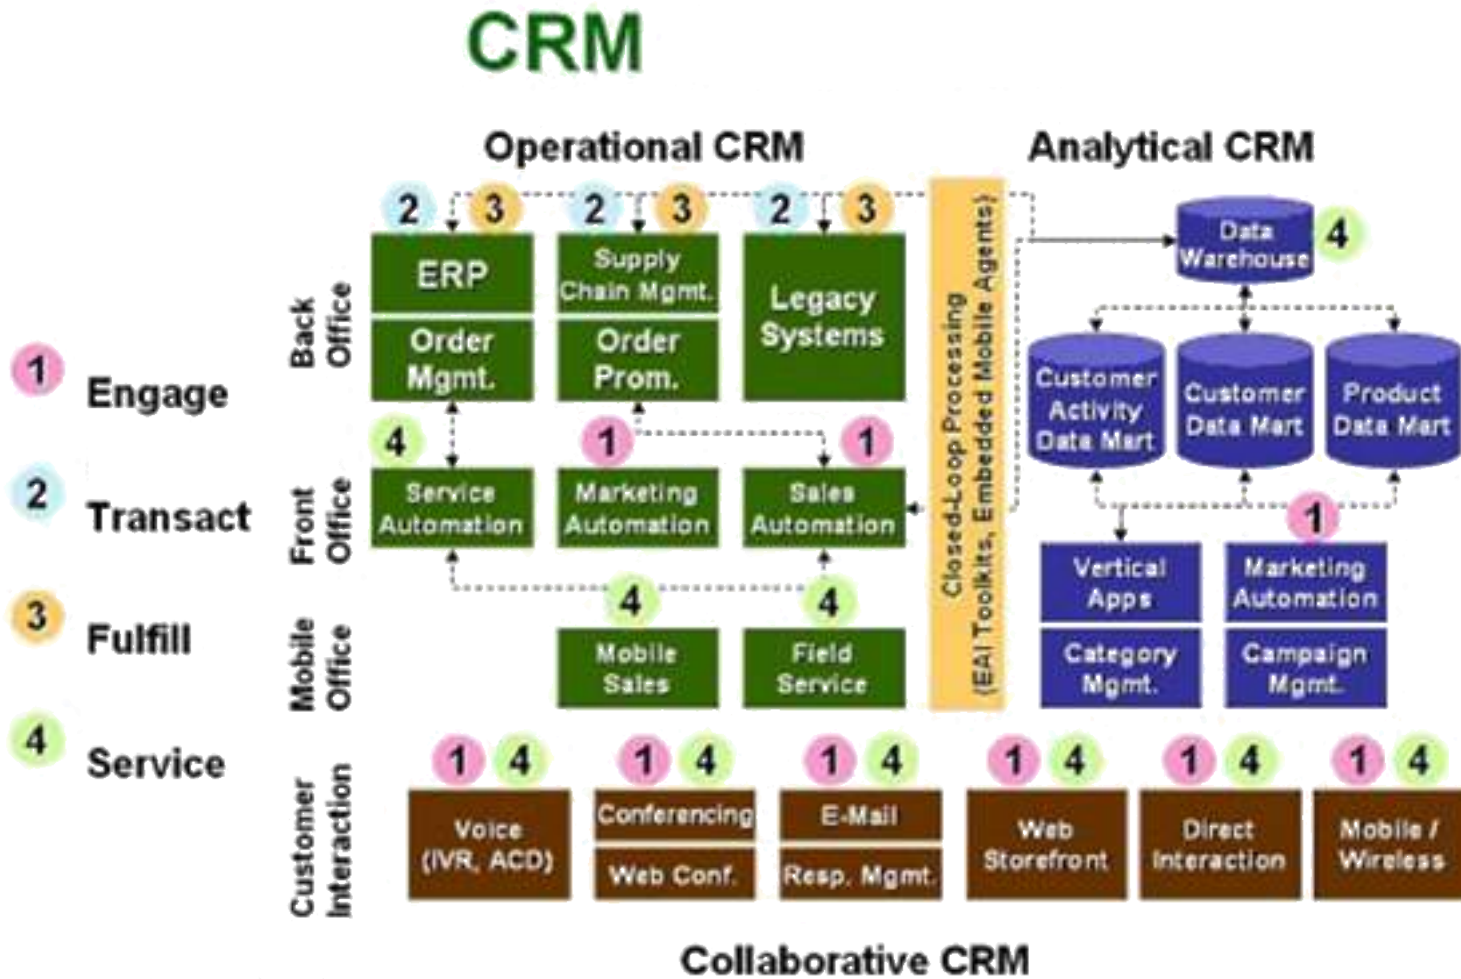 CRM
Operational CRM
Analytical CRM
2
3
2
3
2
3
4
ERP
Supply
Chain Mgmt.
Legacy
Systems
Order
Mgmt.
Order
Prom.
Back
Office
Data
Warehouse
Customer
Activity
Data Mart
Customer
Data Mart
Product
Data Mart
Closed-Loop Processing
(EAI Toolkits, Embedded Mobile Agents)
1
Engage
2
Transact
3
Fulfill
4
Service
4
1
1
Front
Office
Service
Automation
Marketing
Automation
Sales
Automation
1
Vertical
Apps
Marketing
Automation
Category
Mgmt.
Campaign
Mgmt.
4
4
Mobile
Office
Mobile
Sales
Field
Service
1
4
1
4
1
4
1
4
1
4
1
4
Customer
Interaction
Voice
(IVR, ACD)
Conferencing
Web Conf.
E-Mail
Resp. Mgmt.
Web
Storefront
Direct
Interaction
Mobile /
Wireless
Collaborative CRM